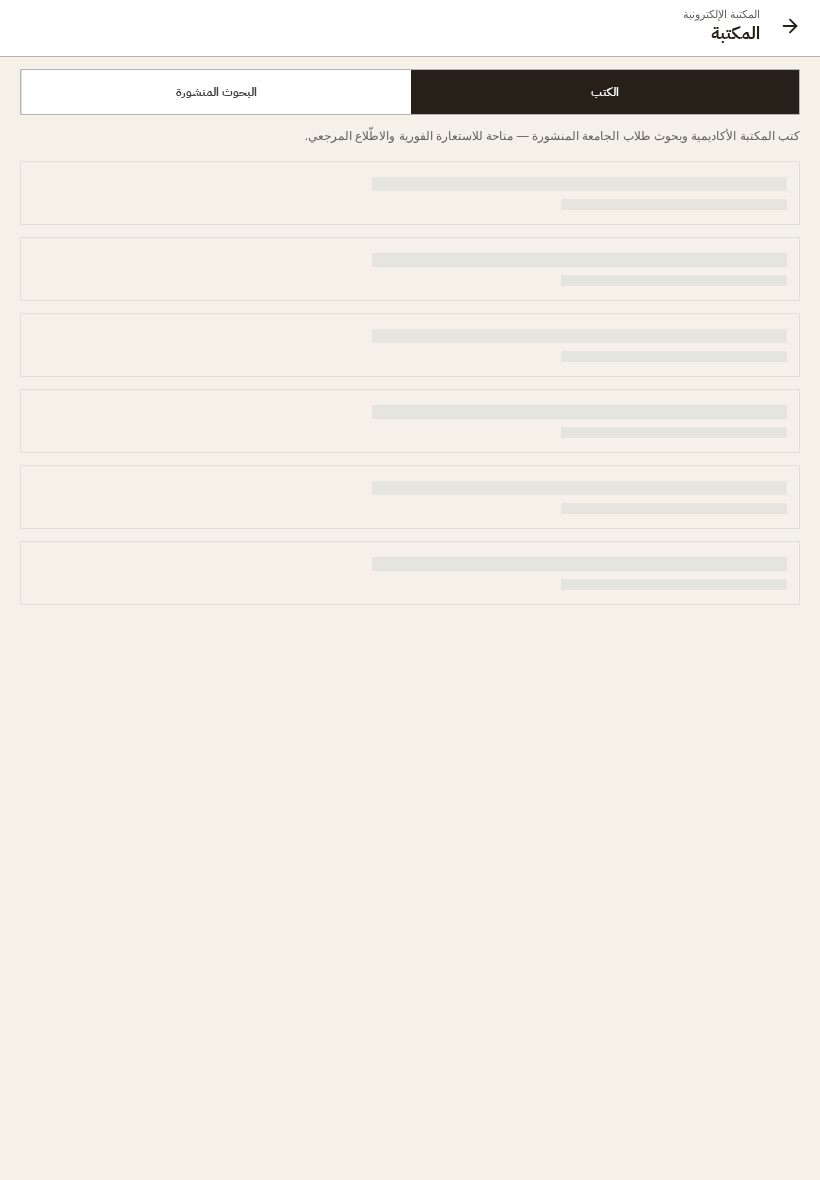 المكتبة الإلكترونية
المكتبة
الكتب
البحوث المنشورة
كتب المكتبة الأكاديمية وبحوث طلاب الجامعة المنشورة — متاحة للاستعارة الفورية والاطّلاع المرجعي.